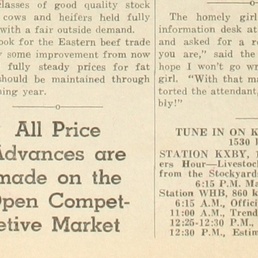 classes of good quality stock
cows and heifers held fully
with a fair outside demand.
ook for the Eastern beef trade
some improvement from now
fully steady prices for fat
should be maintained through
ing year.
All Price
Advances are
made on the
Open Compet-
etive Market
The homely girl
information desk at
and asked for a ro
you are," said the
hope I won't go wr
girl. "With that m
torted the attendant,
bly!"
TUNE IN ON K
1530
STATION KXBY, 1
ers Hour—Livestoc
from the Stockyards
6:15 P.M. Ma
Station WHB, 860 k
6:15 A.M., Offici
11:00 A.M., Trend
12:25-12:30 P.M.,
12:30 P.M., Estim